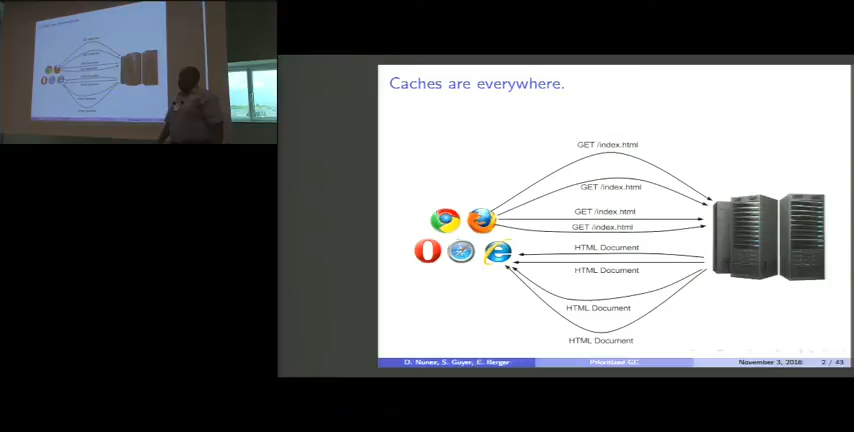 Caches are everywhere.
GET /index.html
GET /index.html
GET /index.html
GET /index.html
HTML Document
HTML Document
HTML Document
HTML Document
D. Nunez, S. Guyer, E. Berger
Prioritized GC
November 3, 2016
2 / 43